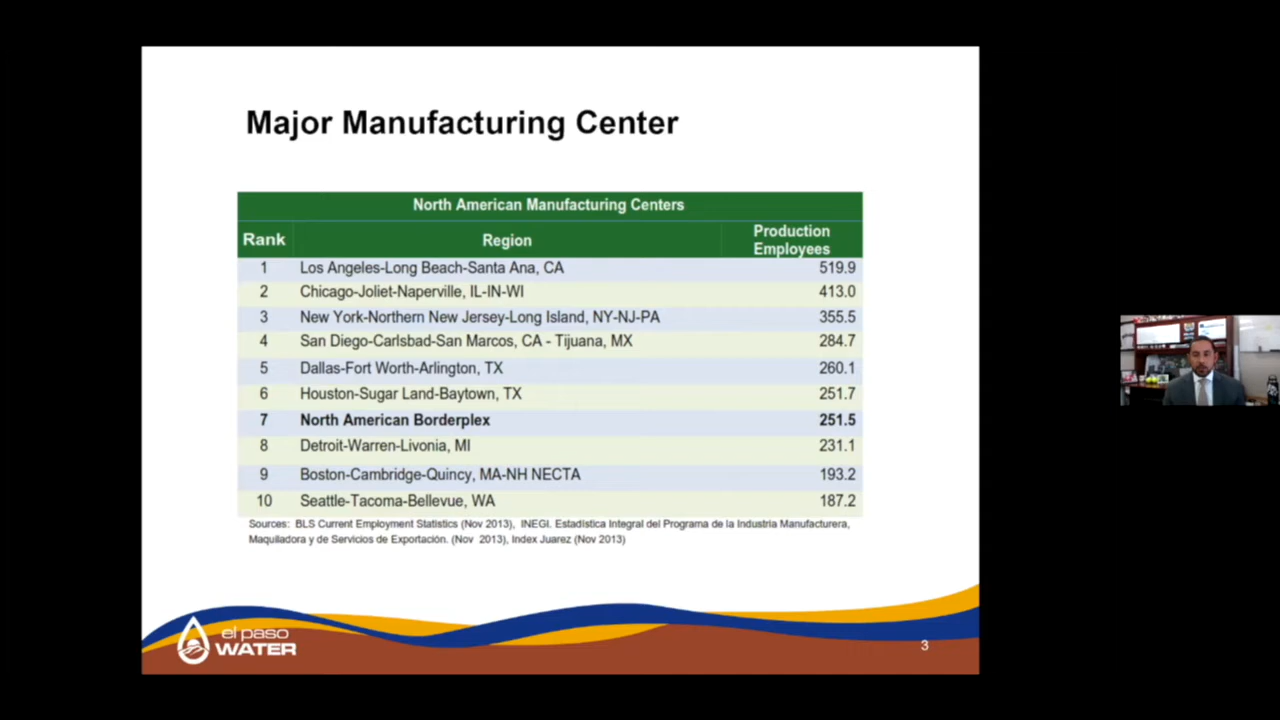 Major Manufacturing Center
North American Manufacturing Centers
Rank Region Production Employees
1 Los Angeles-Long Beach-Santa Ana, CA 519.9
2 Chicago-Joliet-Naperville, IL-IN-WI 413.0
3 New York-Northern New Jersey-Long Island, NY-NJ-PA 355.5
4 San Diego-Carlsbad-San Marcos, CA - Tijuana, MX 284.7
5 Dallas-Fort Worth-Arlington, TX 260.1
6 Houston-Sugar Land-Baytown, TX 251.7
7 North American Borderplex 251.5
8 Detroit-Warren-Livonia, MI 231.1
9 Boston-Cambridge-Quincy, MA-NH NECTA 193.2
10 Seattle-Tacoma-Bellevue, WA 187.2
Sources: BLS Current Employment Statistics (Nov 2013), INEGI. Estadística Integral del Programa de la Industria Manufacturera,
Maquiladora y de Servicios de Exportación. (Nov 2013), Index Juarez (Nov 2013)
el paso
WATER
3